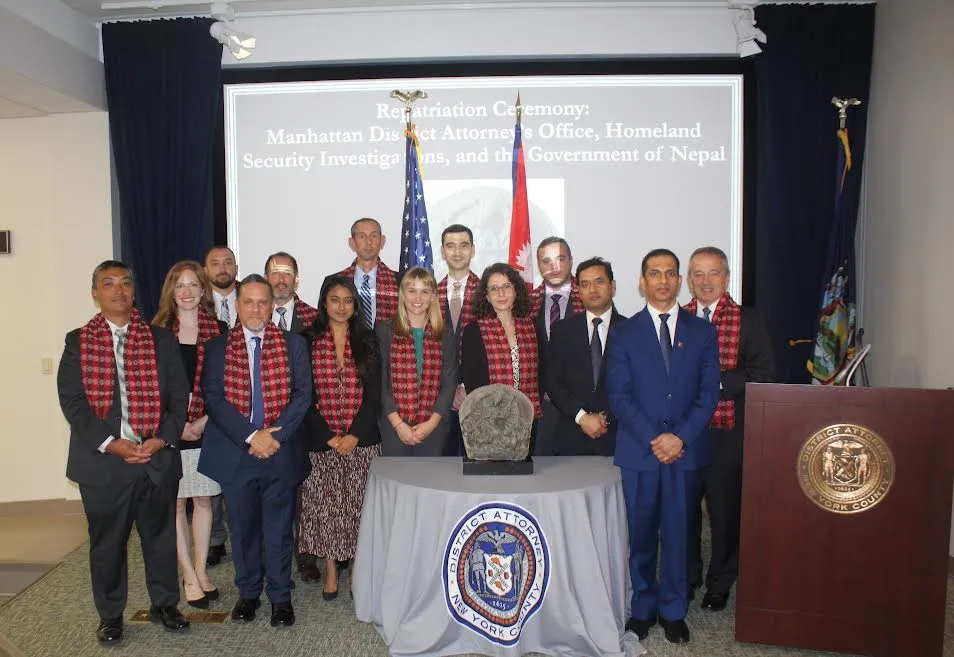 Repatriation Ceremony:
Manhattan District Attorney's Office, Homeland
Security Investigations, and the Government of Nepal
DISTRICT ATTORNEY
NEW YORK COUNTY
DISTRICT ATTORNEY
1625
NEW YORK COUNTY